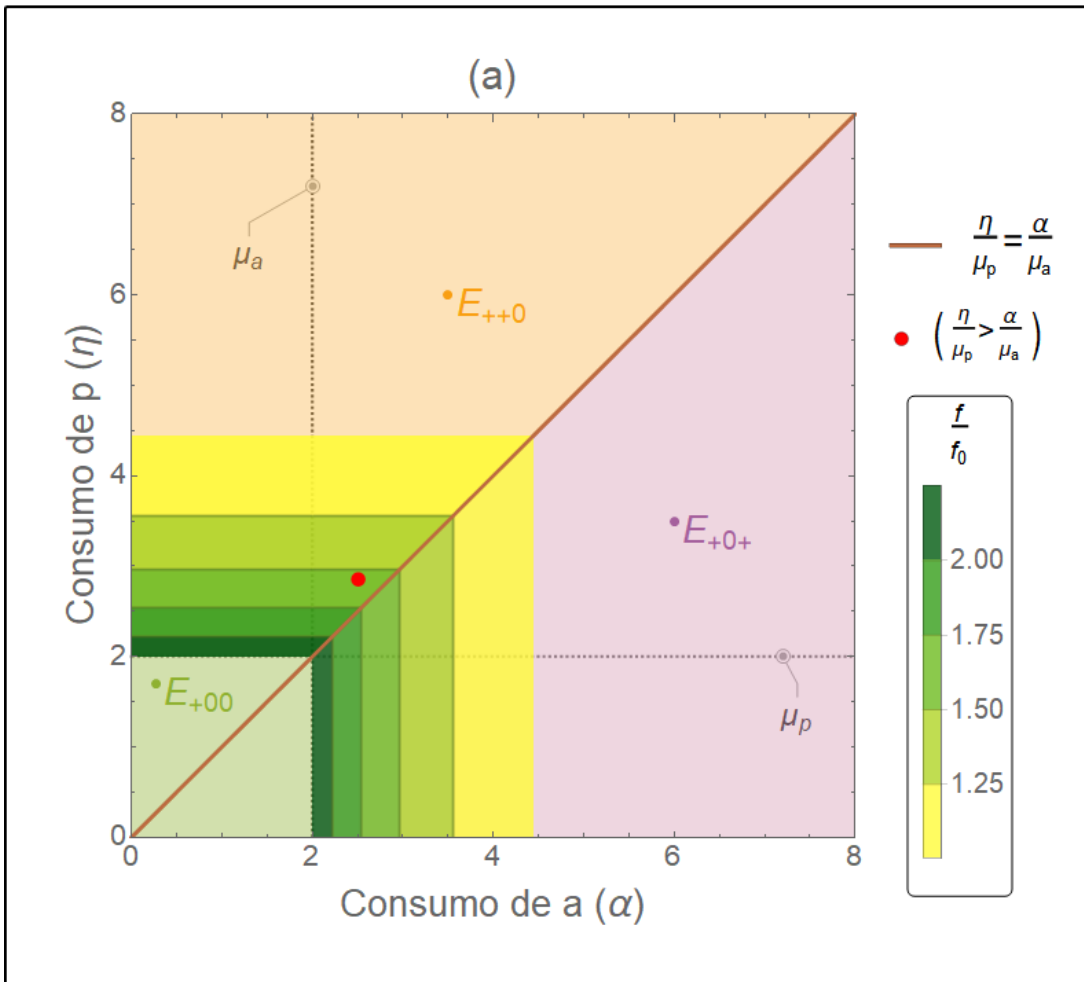 (a)
8
6
4
2
0
0 2 4 6 8
Consumo de p (η)
Consumo de a (α)
μa
μp
E++0
E+0+
E+00
η/μp = α/μa
( η/μp > α/μa )
f/f0
2.00
1.75
1.50
1.25